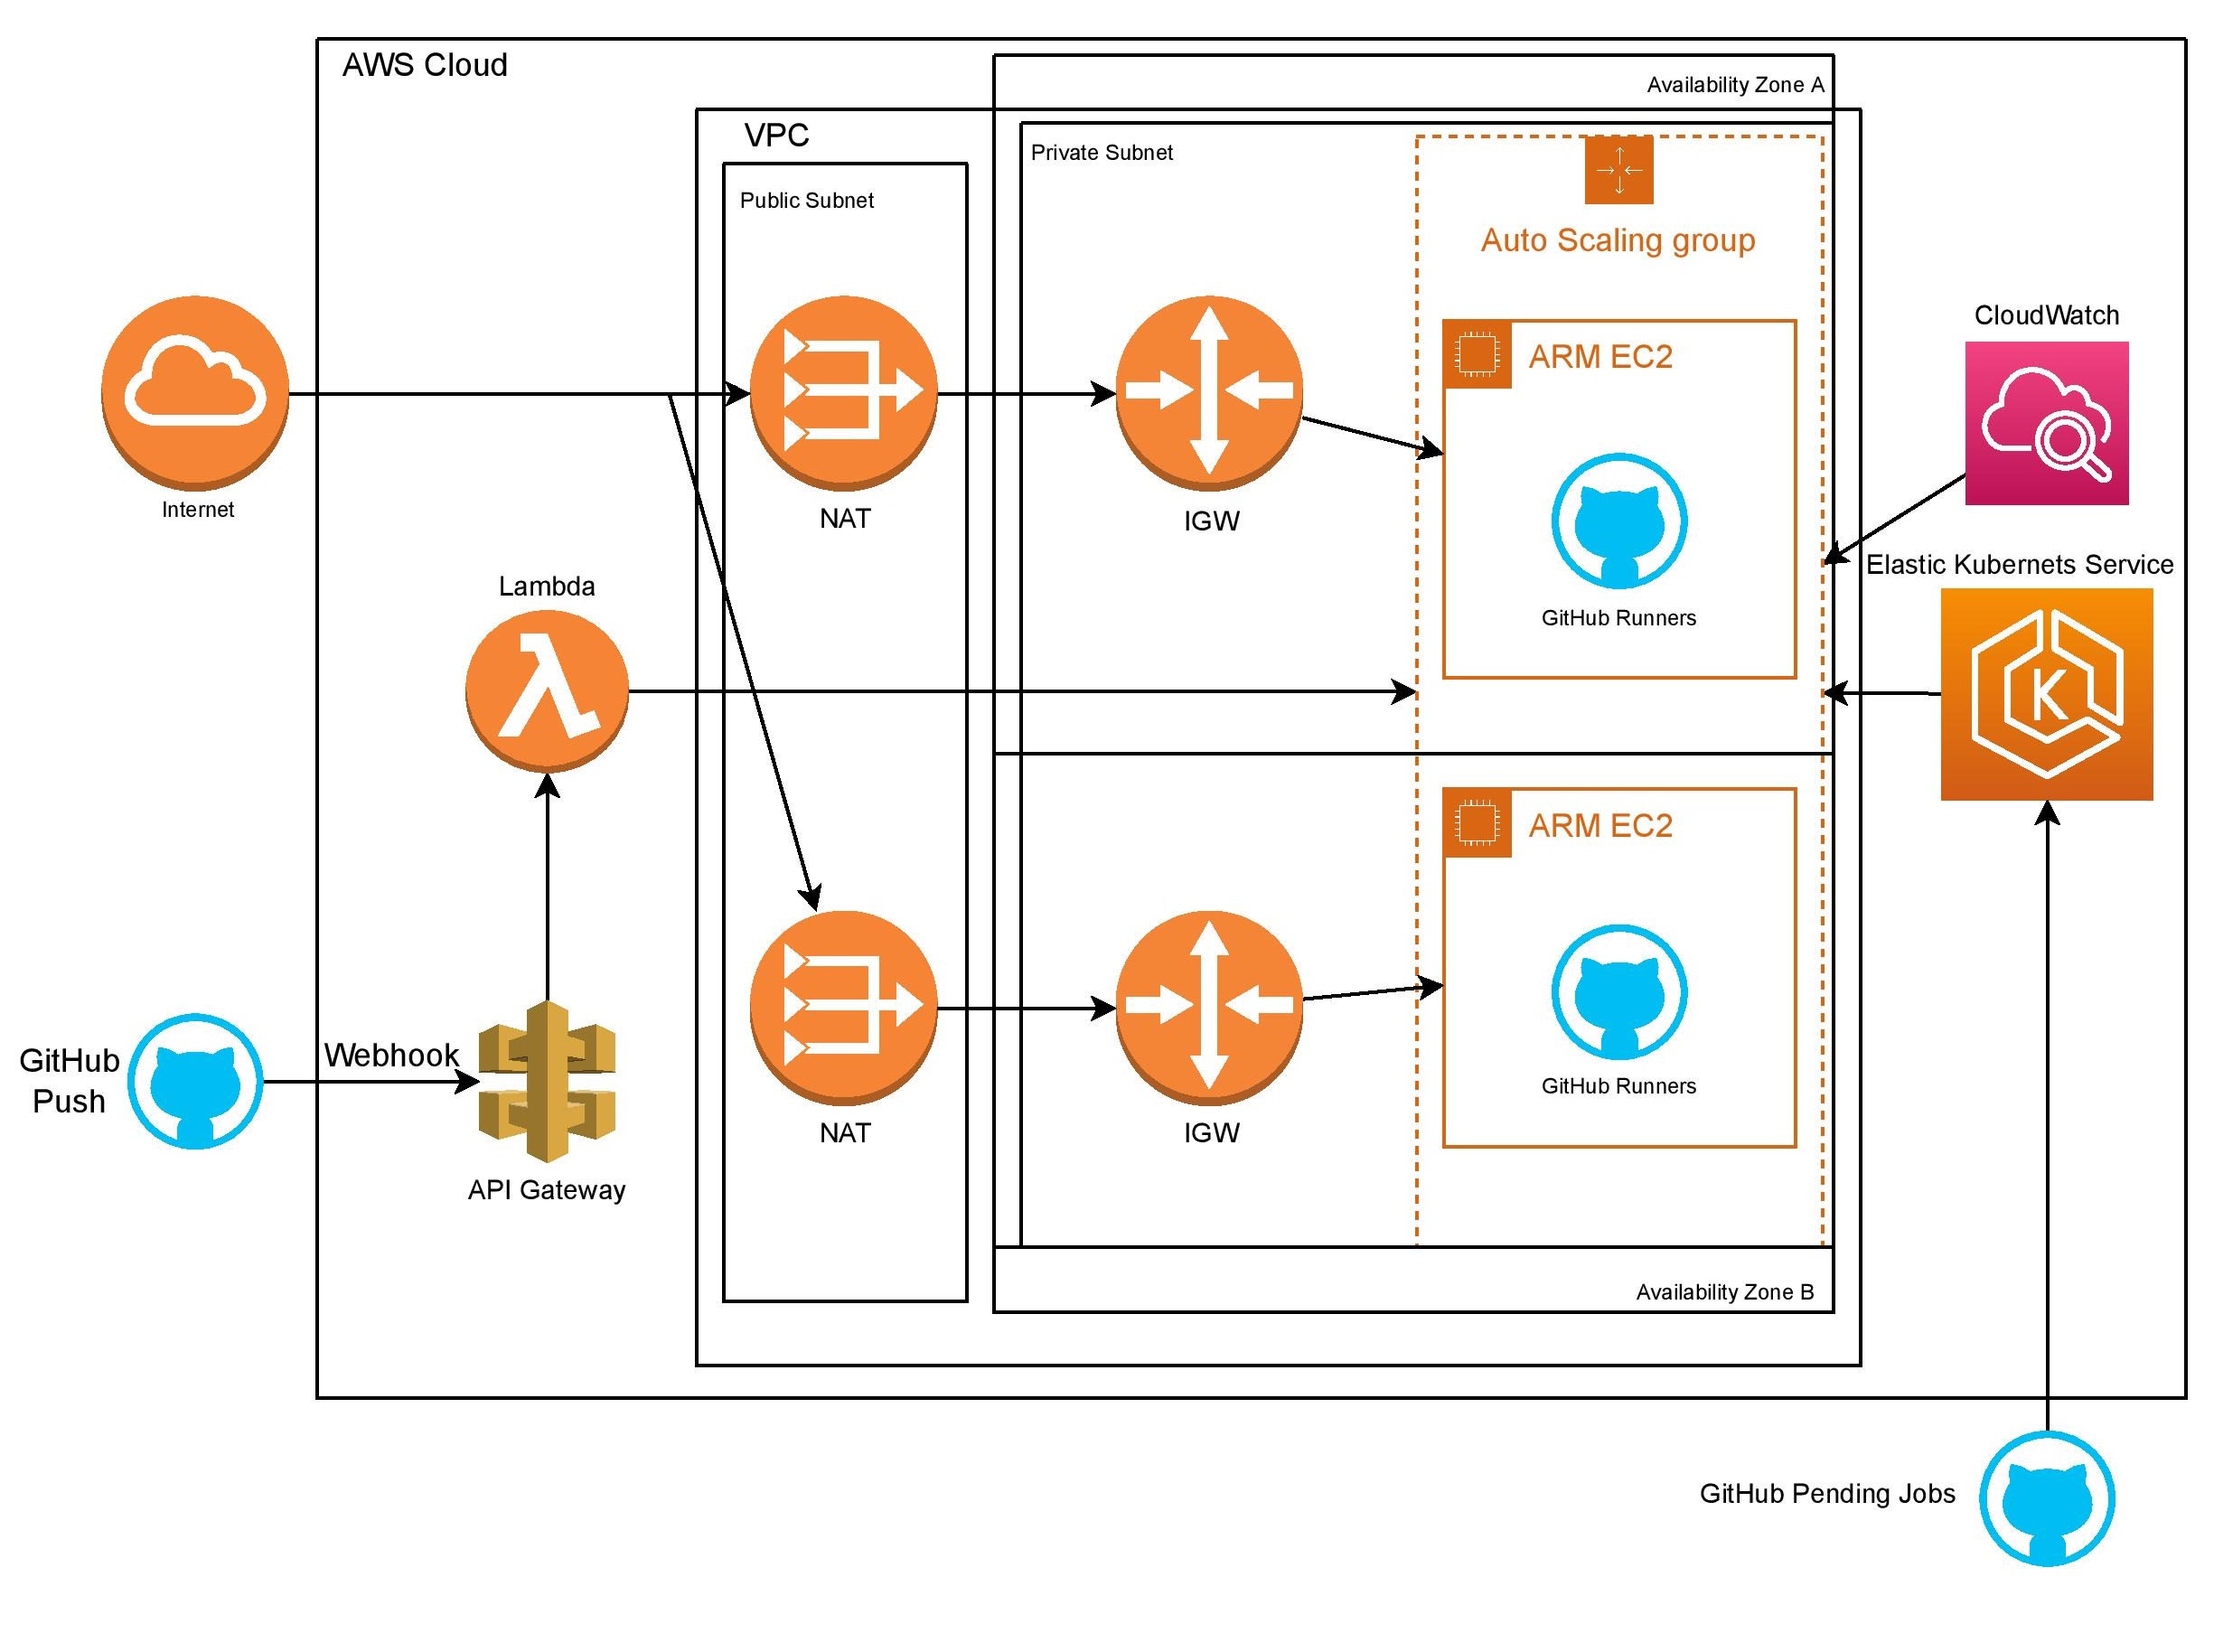 AWS Cloud
Availability Zone A
VPC
Private Subnet
Public Subnet
Auto Scaling group
CloudWatch
ARM EC2
Internet
NAT
IGW
Elastic Kubernets Service
Lambda
GitHub Runners
ARM EC2
GitHub
Push
Webhook
GitHub Runners
NAT
IGW
API Gateway
Availability Zone B
GitHub Pending Jobs
K